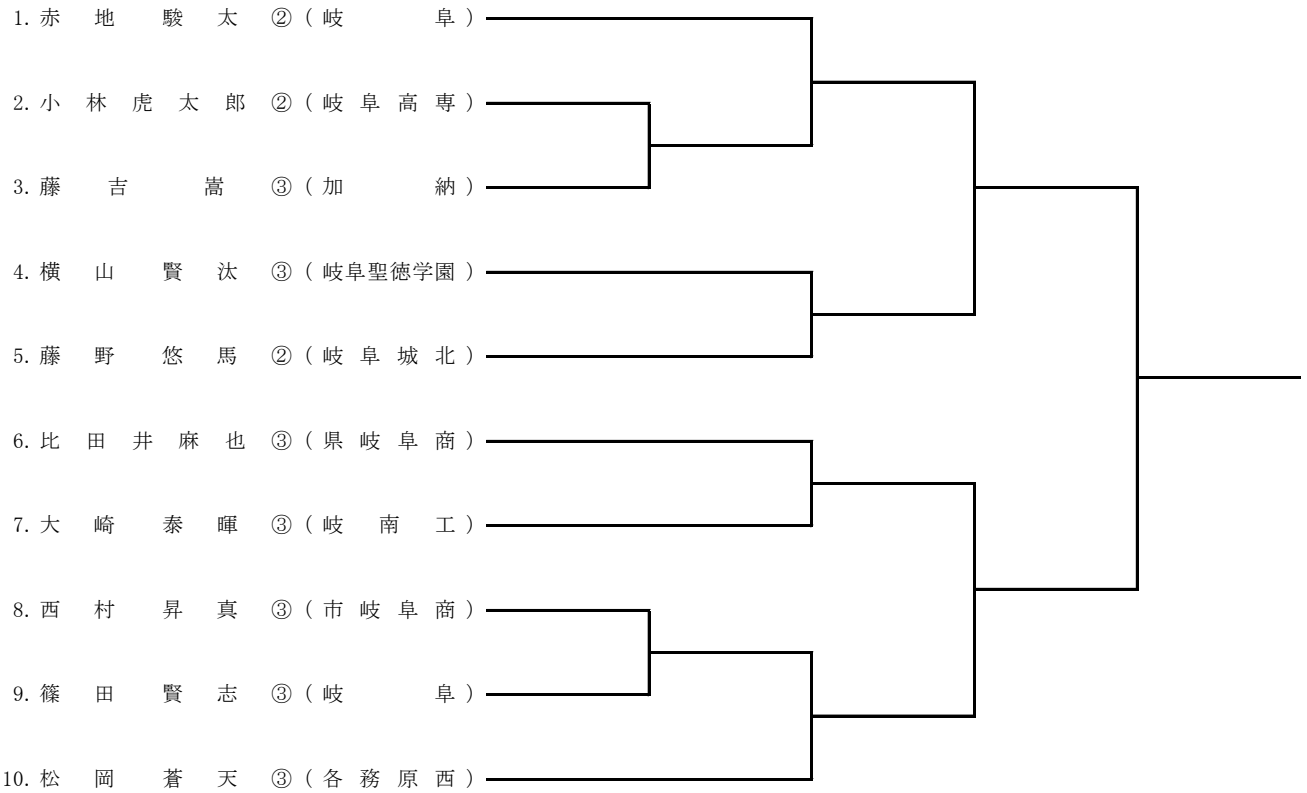 1. 赤地駿太 ② (岐阜)
2. 小林虎太郎 ② (岐阜高専)
3. 藤吉嵩 ③ (加納)
4. 横山賢汰 ③ (岐阜聖徳学園)
5. 藤野悠馬 ② (岐阜城北)
6. 比田井麻也 ③ (県岐阜商)
7. 大崎泰暉 ③ (岐南工)
8. 西村昇真 ③ (市岐阜商)
9. 篠田賢志 ③ (岐阜)
10. 松岡蒼天 ③ (各務原西)